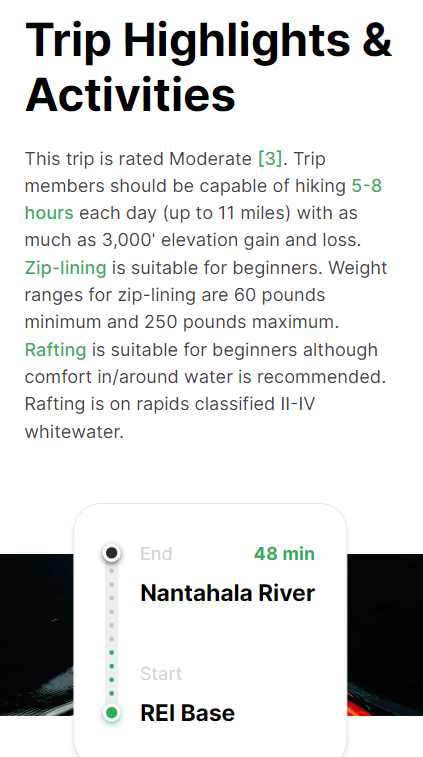 Trip Highlights &
Activities
This trip is rated Moderate [3]. Trip
members should be capable of hiking 5-8
hours each day (up to 11 miles) with as
much as 3,000' elevation gain and loss.
Zip-lining is suitable for beginners. Weight
ranges for zip-lining are 60 pounds
minimum and 250 pounds maximum.
Rafting is suitable for beginners although
comfort in/around water is recommended.
Rafting is on rapids classified II-IV
whitewater.
End 48 min
Nantahala River
Start
REI Base